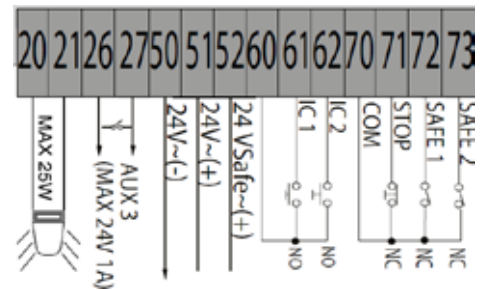 20 21 26 27 50 51 52 60 61 62 70 71 72 73
MAX 25W
AUX 3
(MAX 24V 1A)
24V~(-)
24V~(+)
24 VSafe~(+)
IC 1
IC 2
COM
STOP
SAFE 1
SAFE 2
NO
NO
NC
NC
NC